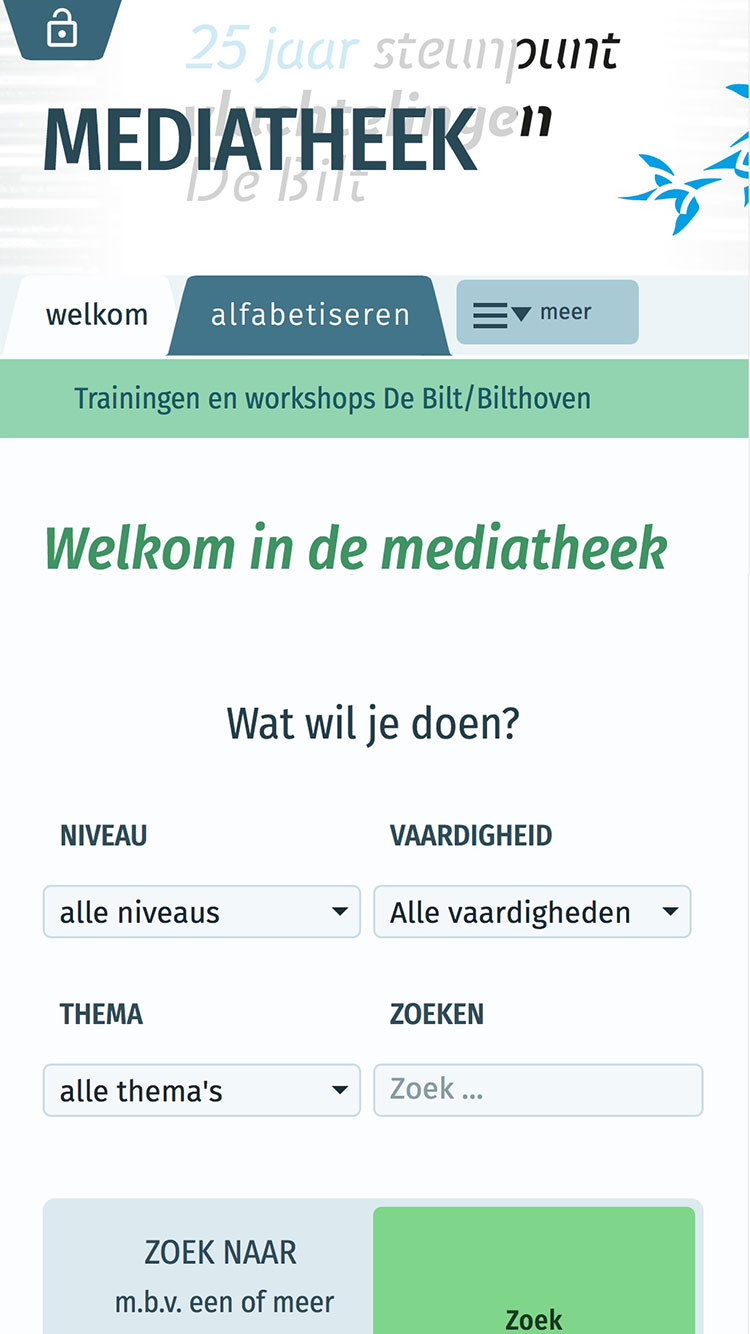 25 jaar steunpunt
vluchtelingen
De Bilt
MEDIATHEEK
welkom
alfabetiseren
meer
Trainingen en workshops De Bilt/Bilthoven
Welkom in de mediatheek
Wat wil je doen?
NIVEAU
VAARDIGHEID
alle niveaus
Alle vaardigheden
THEMA
ZOEKEN
alle thema's
Zoek ...
ZOEK NAAR
m.b.v. een of meer
Zoek